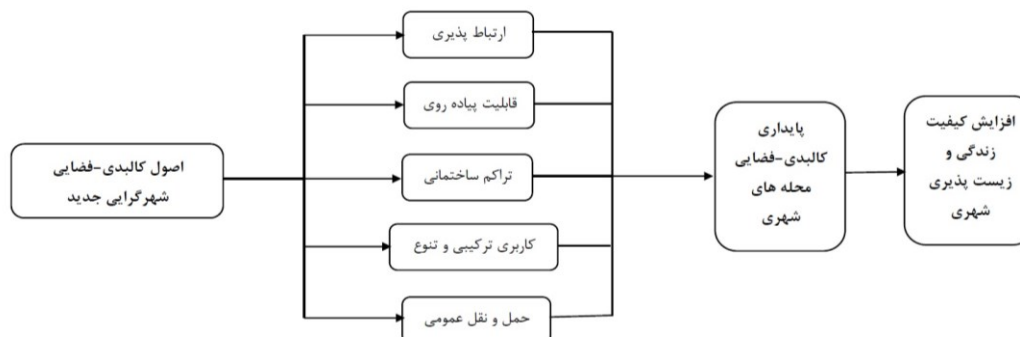 اصول کالبدی-فضایی
شهرگرایی جدید
ارتباط پذیری
قابلیت پیاده روی
تراکم ساختمانی
کاربری ترکیبی و تنوع
حمل و نقل عمومی
پایداری
کالبدی-فضایی
محله های
شهری
افزایش کیفیت
زندگی و
زیست پذیری
شهری